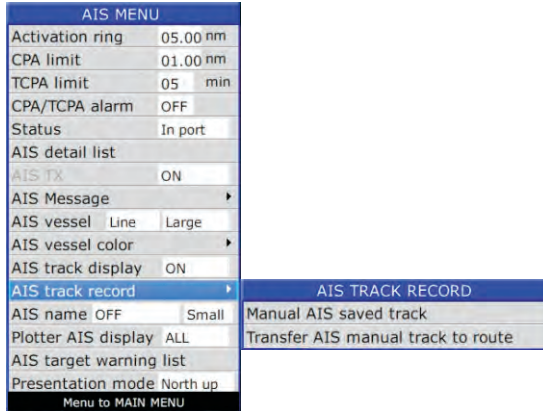 AIS MENU
Activation ring 05.00 nm
CPA limit 01.00 nm
TCPA limit 05 min
CPA/TCPA alarm OFF
Status In port
AIS detail list
AIS TX ON
AIS Message
AIS vessel Line Large
AIS vessel color
AIS track display ON
AIS track record
AIS name OFF Small
Plotter AIS display ALL
AIS target warning list
Presentation mode North up
Menu to MAIN MENU
AIS TRACK RECORD
Manual AIS saved track
Transfer AIS manual track to route